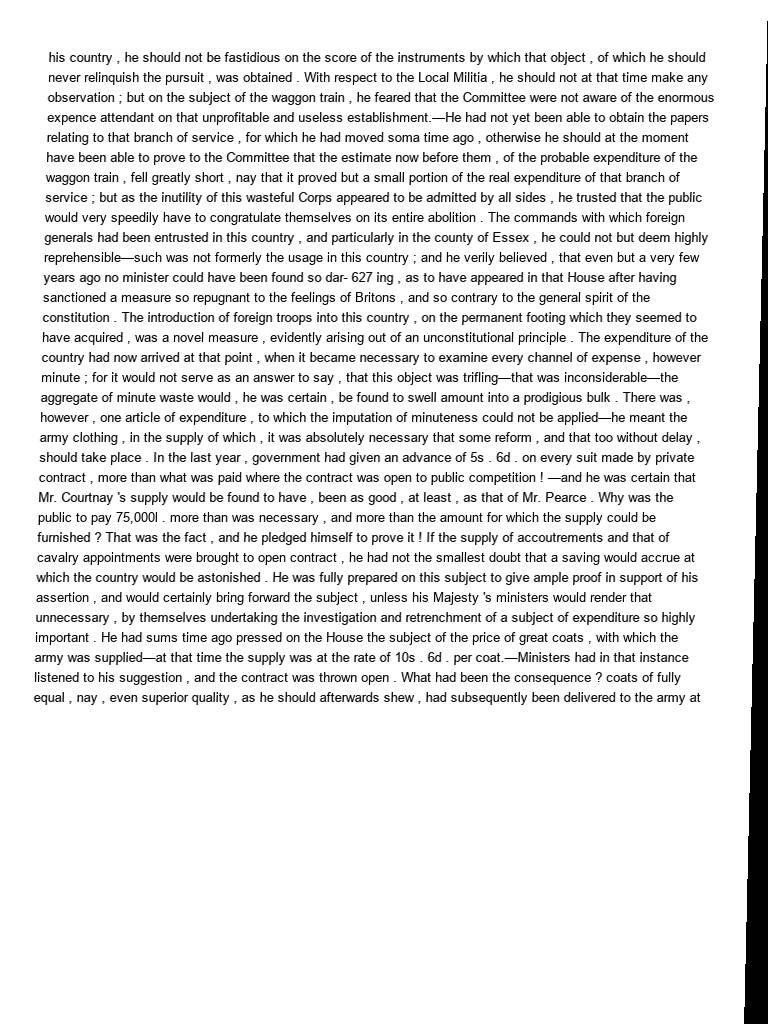 his country , he should not be fastidious on the score of the instruments by which that object , of which he should
never relinquish the pursuit , was obtained . With respect to the Local Militia , he should not at that time make any
observation ; but on the subject of the waggon train , he feared that the Committee were not aware of the enormous
expence attendant on that unprofitable and useless establishment.—He had not yet been able to obtain the papers
relating to that branch of service , for which he had moved soma time ago , otherwise he should at the moment
have been able to prove to the Committee that the estimate now before them , of the probable expenditure of the
waggon train , fell greatly short , nay that it proved but a small portion of the real expenditure of that branch of
service ; but as the inutility of this wasteful Corps appeared to be admitted by all sides , he trusted that the public
would very speedily have to congratulate themselves on its entire abolition . The commands with which foreign
generals had been entrusted in this country , and particularly in the county of Essex , he could not but deem highly
reprehensible—such was not formerly the usage in this country ; and he verily believed , that even but a very few
years ago no minister could have been found so dar- 627 ing , as to have appeared in that House after having
sanctioned a measure so repugnant to the feelings of Britons , and so contrary to the general spirit of the
constitution . The introduction of foreign troops into this country , on the permanent footing which they seemed to
have acquired , was a novel measure , evidently arising out of an unconstitutional principle . The expenditure of the
country had now arrived at that point , when it became necessary to examine every channel of expense , however
minute ; for it would not serve as an answer to say , that this object was trifling—that was inconsiderable—the
aggregate of minute waste would , he was certain , be found to swell amount into a prodigious bulk . There was ,
however , one article of expenditure , to which the imputation of minuteness could not be applied—he meant the
army clothing , in the supply of which , it was absolutely necessary that some reform , and that too without delay ,
should take place . In the last year , government had given an advance of 5s . 6d . on every suit made by private
contract , more than what was paid where the contract was open to public competition ! —and he was certain that
Mr. Courtnay 's supply would be found to have , been as good , at least , as that of Mr. Pearce . Why was the
public to pay 75,000l . more than was necessary , and more than the amount for which the supply could be
furnished ? That was the fact , and he pledged himself to prove it ! If the supply of accoutrements and that of
cavalry appointments were brought to open contract , he had not the smallest doubt that a saving would accrue at
which the country would be astonished . He was fully prepared on this subject to give ample proof in support of his
assertion , and would certainly bring forward the subject , unless his Majesty 's ministers would render that
unnecessary , by themselves undertaking the investigation and retrenchment of a subject of expenditure so highly
important . He had sums time ago pressed on the House the subject of the price of great coats , with which the
army was supplied—at that time the supply was at the rate of 10s . 6d . per coat.—Ministers had in that instance
listened to his suggestion , and the contract was thrown open . What had been the consequence ? coats of fully
equal , nay , even superior quality , as he should afterwards shew , had subsequently been delivered to the army at